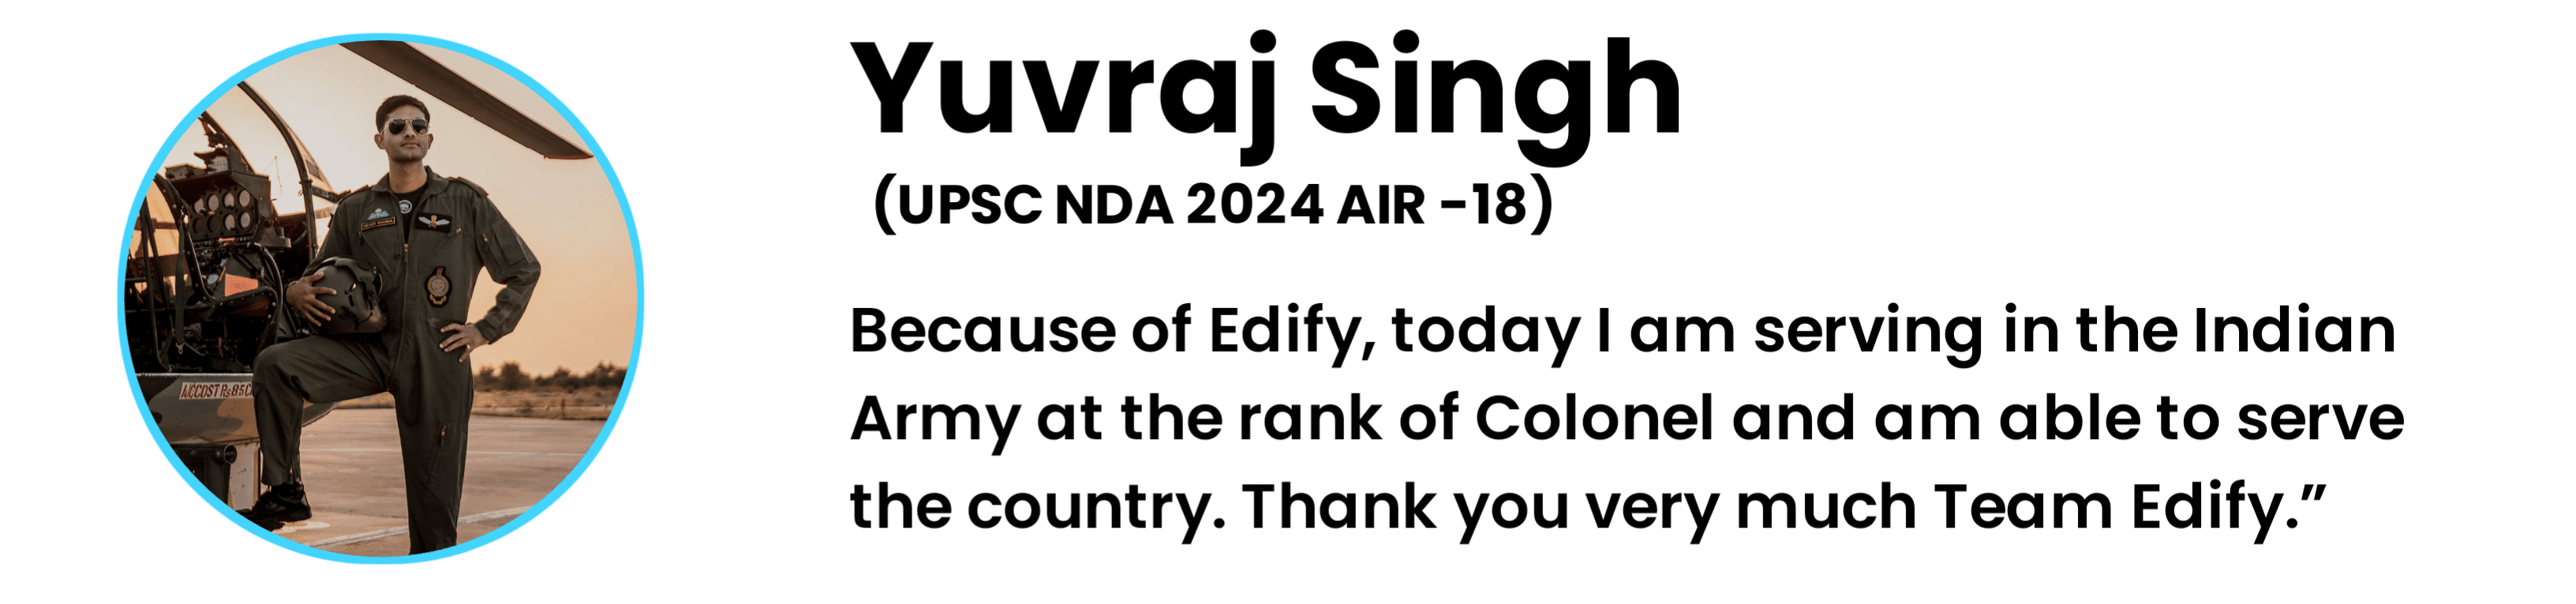 Yuvraj Singh
(UPSC NDA 2024 AIR -18)
Because of Edify, today I am serving in the Indian
Army at the rank of Colonel and am able to serve
the country. Thank you very much Team Edify.”